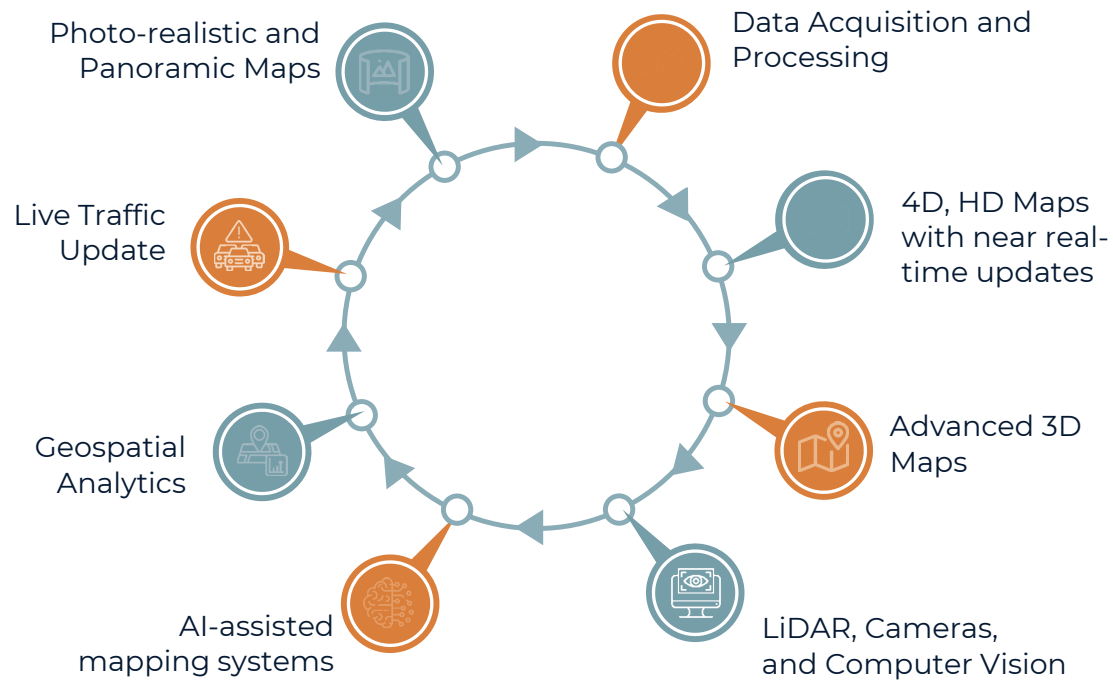 Photo-realistic and
Panoramic Maps
Data Acquisition and
Processing
4D, HD Maps
with near real-
time updates
Live Traffic
Update
Advanced 3D
Maps
Geospatial
Analytics
AI-assisted
mapping systems
LiDAR, Cameras,
and Computer Vision